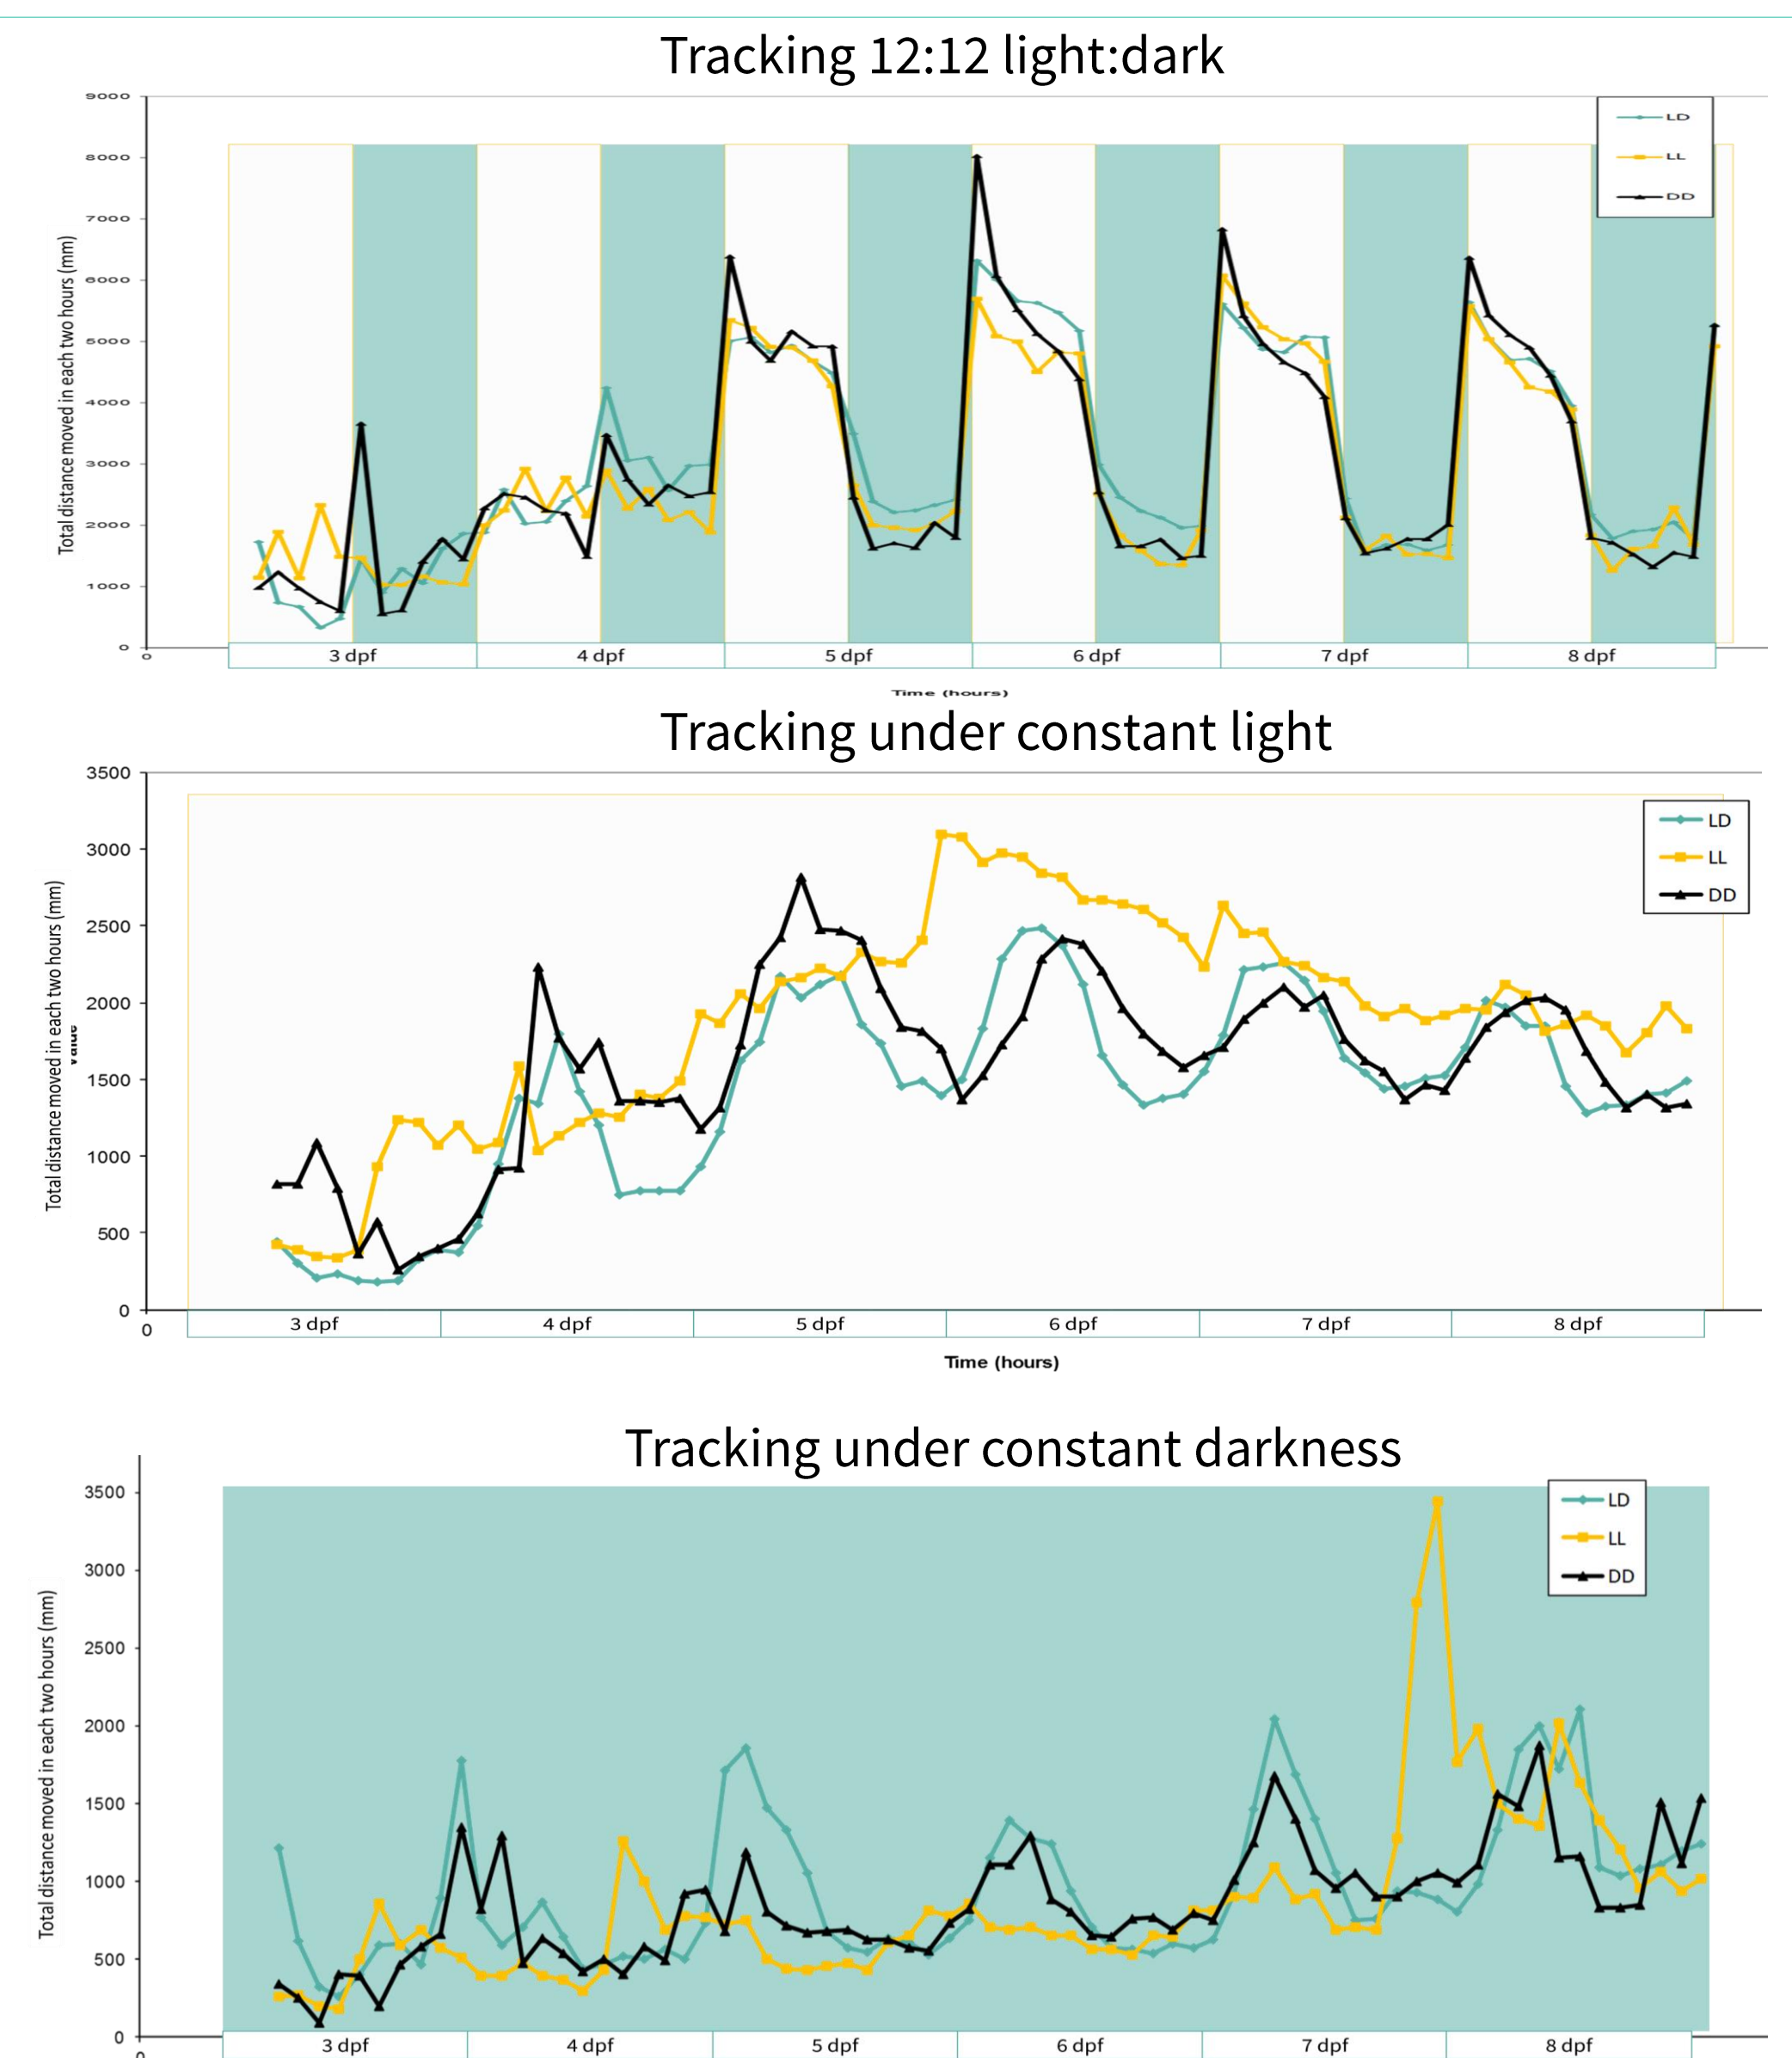 Tracking 12:12 light:dark
Total distance moved in each two hours (mm)
9000
8000
7000
6000
5000
4000
3000
2000
1000
0
0
LD
LL
DD
3 dpf
4 dpf
5 dpf
6 dpf
7 dpf
8 dpf
Time (hours)
Tracking under constant light
Total distance moved in each two hours (mm)
3500
3000
2500
2000
1500
1000
500
0
0
LD
LL
DD
3 dpf
4 dpf
5 dpf
6 dpf
7 dpf
8 dpf
Time (hours)
Tracking under constant darkness
Total distance moved in each two hours (mm)
3500
3000
2500
2000
1500
1000
500
0
LD
LL
DD
3 dpf
4 dpf
5 dpf
6 dpf
7 dpf
8 dpf